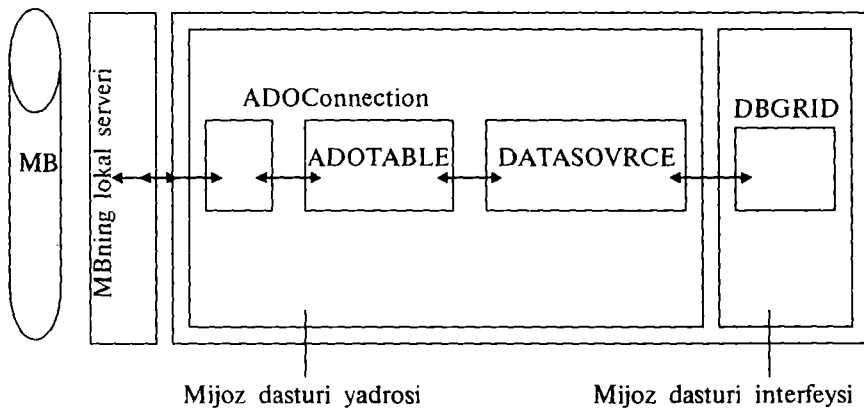 MB
MBning lokal serveri
ADOConnection
ADOTABLE
DATASOVRCE
DBGRID
Mijoz dasturi yadrosi
Mijoz dasturi interfeysi